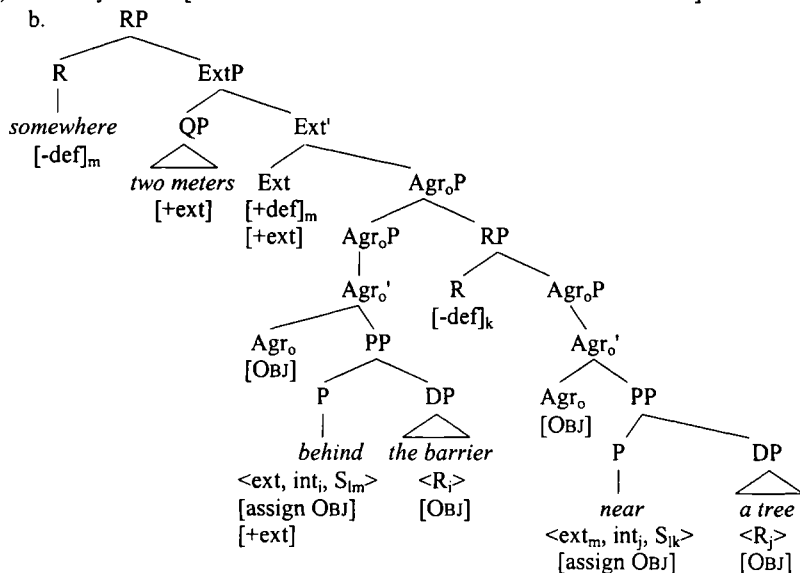 b.
RP
R ExtP
somewhere QP Ext'
[-def]m
two meters Ext AgroP
[+ext] [+def]m
[+ext] AgroP RP
Agro' R AgroP
[-def]k
Agro PP Agro'
[OBJ]
P DP Agro PP
[OBJ]
behind the barrier P DP
<ext, inti, Slm> <Ri>
[assign OBJ] [OBJ] near a tree
[+ext] <extm, intj, Slk> <Rj>
[assign OBJ] [OBJ]